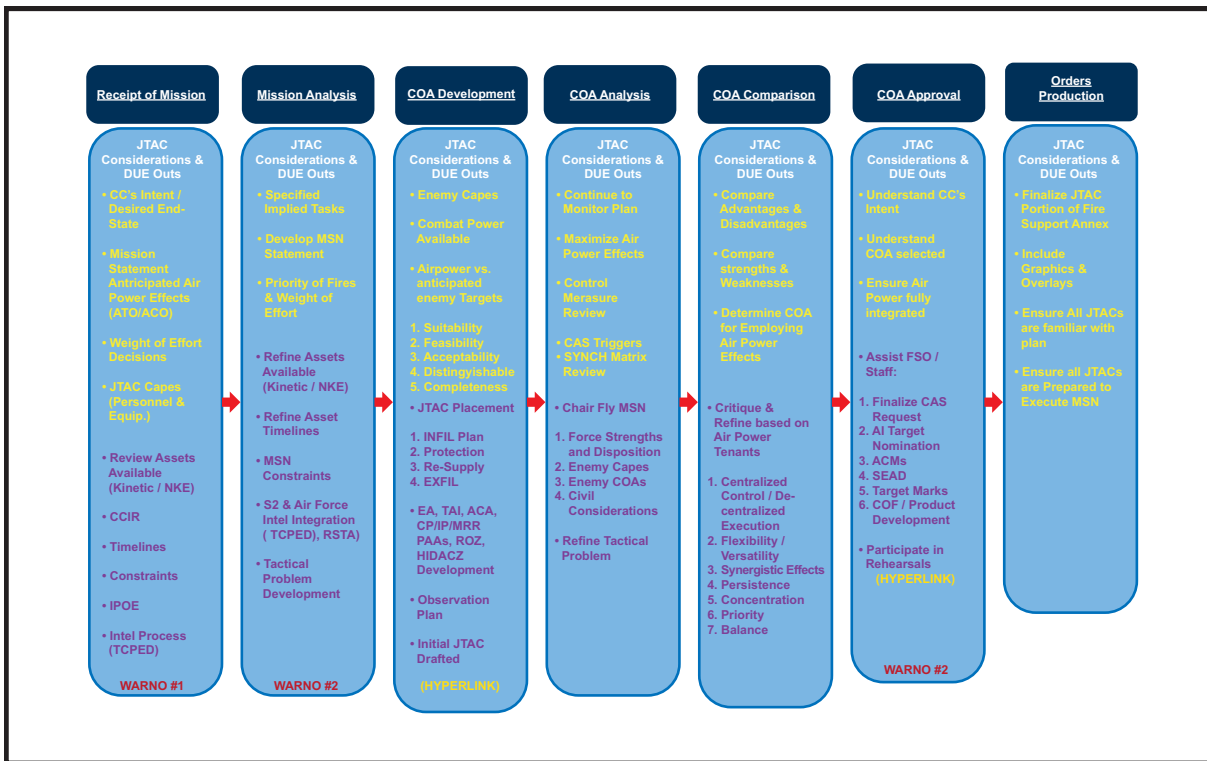 Receipt of Mission
JTAC
Considerations &
DUE Outs
• CC's Intent /
Desired End-
State
• Mission
Statement
Antricipated Air
Power Effects
(ATO/ACO)
• Weight of Effort
Decisions
• JTAC Capes
(Personnel &
Equip.)
• Review Assets
Available
(Kinetic / NKE)
• CCIR
• Timelines
• Constraints
• IPOE
• Intel Process
(TCPED)
WARNO #1
Mission Analysis
JTAC
Considerations &
DUE Outs
• Specified
Implied Tasks
• Develop MSN
Statement
• Priority of Fires
& Weight of
Effort
• Refine Assets
Available
(Kinetic / NKE)
• Refine Asset
Timelines
• MSN
Constraints
• S2 & Air Force
Intel Integration
( TCPED), RSTA)
• Tactical
Problem
Development
WARNO #2
COA Development
JTAC
Considerations &
DUE Outs
• Enemy Capes
• Combat Power
Available
• Airpower vs.
anticipated
enemy Targets
1. Suitability
2. Feasibility
3. Acceptability
4. Distingyishable
5. Completeness
• JTAC Placement
1. INFIL Plan
2. Protection
3. Re-Supply
4. EXFIL
• EA, TAI, ACA,
CP/IP/MRR
PAAs, ROZ,
HIDACZ
Development
• Observation
Plan
• Initial JTAC
Drafted
(HYPERLINK)
COA Analysis
JTAC
Considerations &
DUE Outs
• Continue to
Monitor Plan
• Maximize Air
Power Effects
• Control
Merasure
Review
• CAS Triggers
• SYNCH Matrix
Review
• Chair Fly MSN
1. Force Strengths
and Disposition
2. Enemy Capes
3. Enemy COAs
4. Civil
Considerations
• Refine Tactical
Problem
COA Comparison
JTAC
Considerations &
DUE Outs
• Compare
Advantages &
Disadvantages
• Compare
strengths &
Weaknesses
• Determine COA
for Employing
Air Power
Effects
• Critique &
Refine based on
Air Power
Tenants
1. Centralized
Control / De-
centralized
Execution
2. Flexibility /
Versatility
3. Synergistic Effects
4. Persistence
5. Concentration
6. Priority
7. Balance
COA Approval
JTAC
Considerations &
DUE Outs
• Understand CC's
Intent
• Understand
COA selected
• Ensure Air
Power fully
integrated
• Assist FSO /
Staff:
1. Finalize CAS
Request
2. AI Target
Nomination
3. ACMs
4. SEAD
5. Target Marks
6. COF / Product
Development
• Participate in
Rehearsals
(HYPERLINK)
WARNO #2
Orders
Production
JTAC
Considerations &
DUE Outs
• Finalize JTAC
Portion of Fire
Support Annex
• Include
Graphics &
Overlays
• Ensure All JTACs
are familiar with
plan
• Ensure all JTACs
are Prepared to
Execute MSN